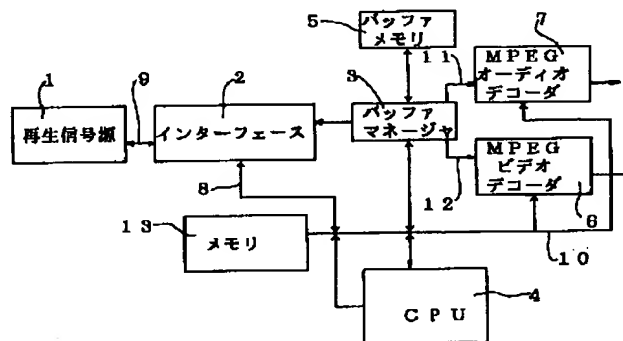 5
バッファ
メモリ
11
7
MPEG
オーディオ
デコーダ
1
再生信号源
9
2
インターフェース
3
バッファ
マネージャ
8
12
MPEG
ビデオ
デコーダ
6
13
メモリ
10
CPU
4